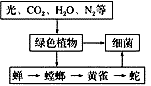 光、CO₂、H₂O、N₂等
绿色植物 细菌
蝉 螳螂 黄雀 蛇